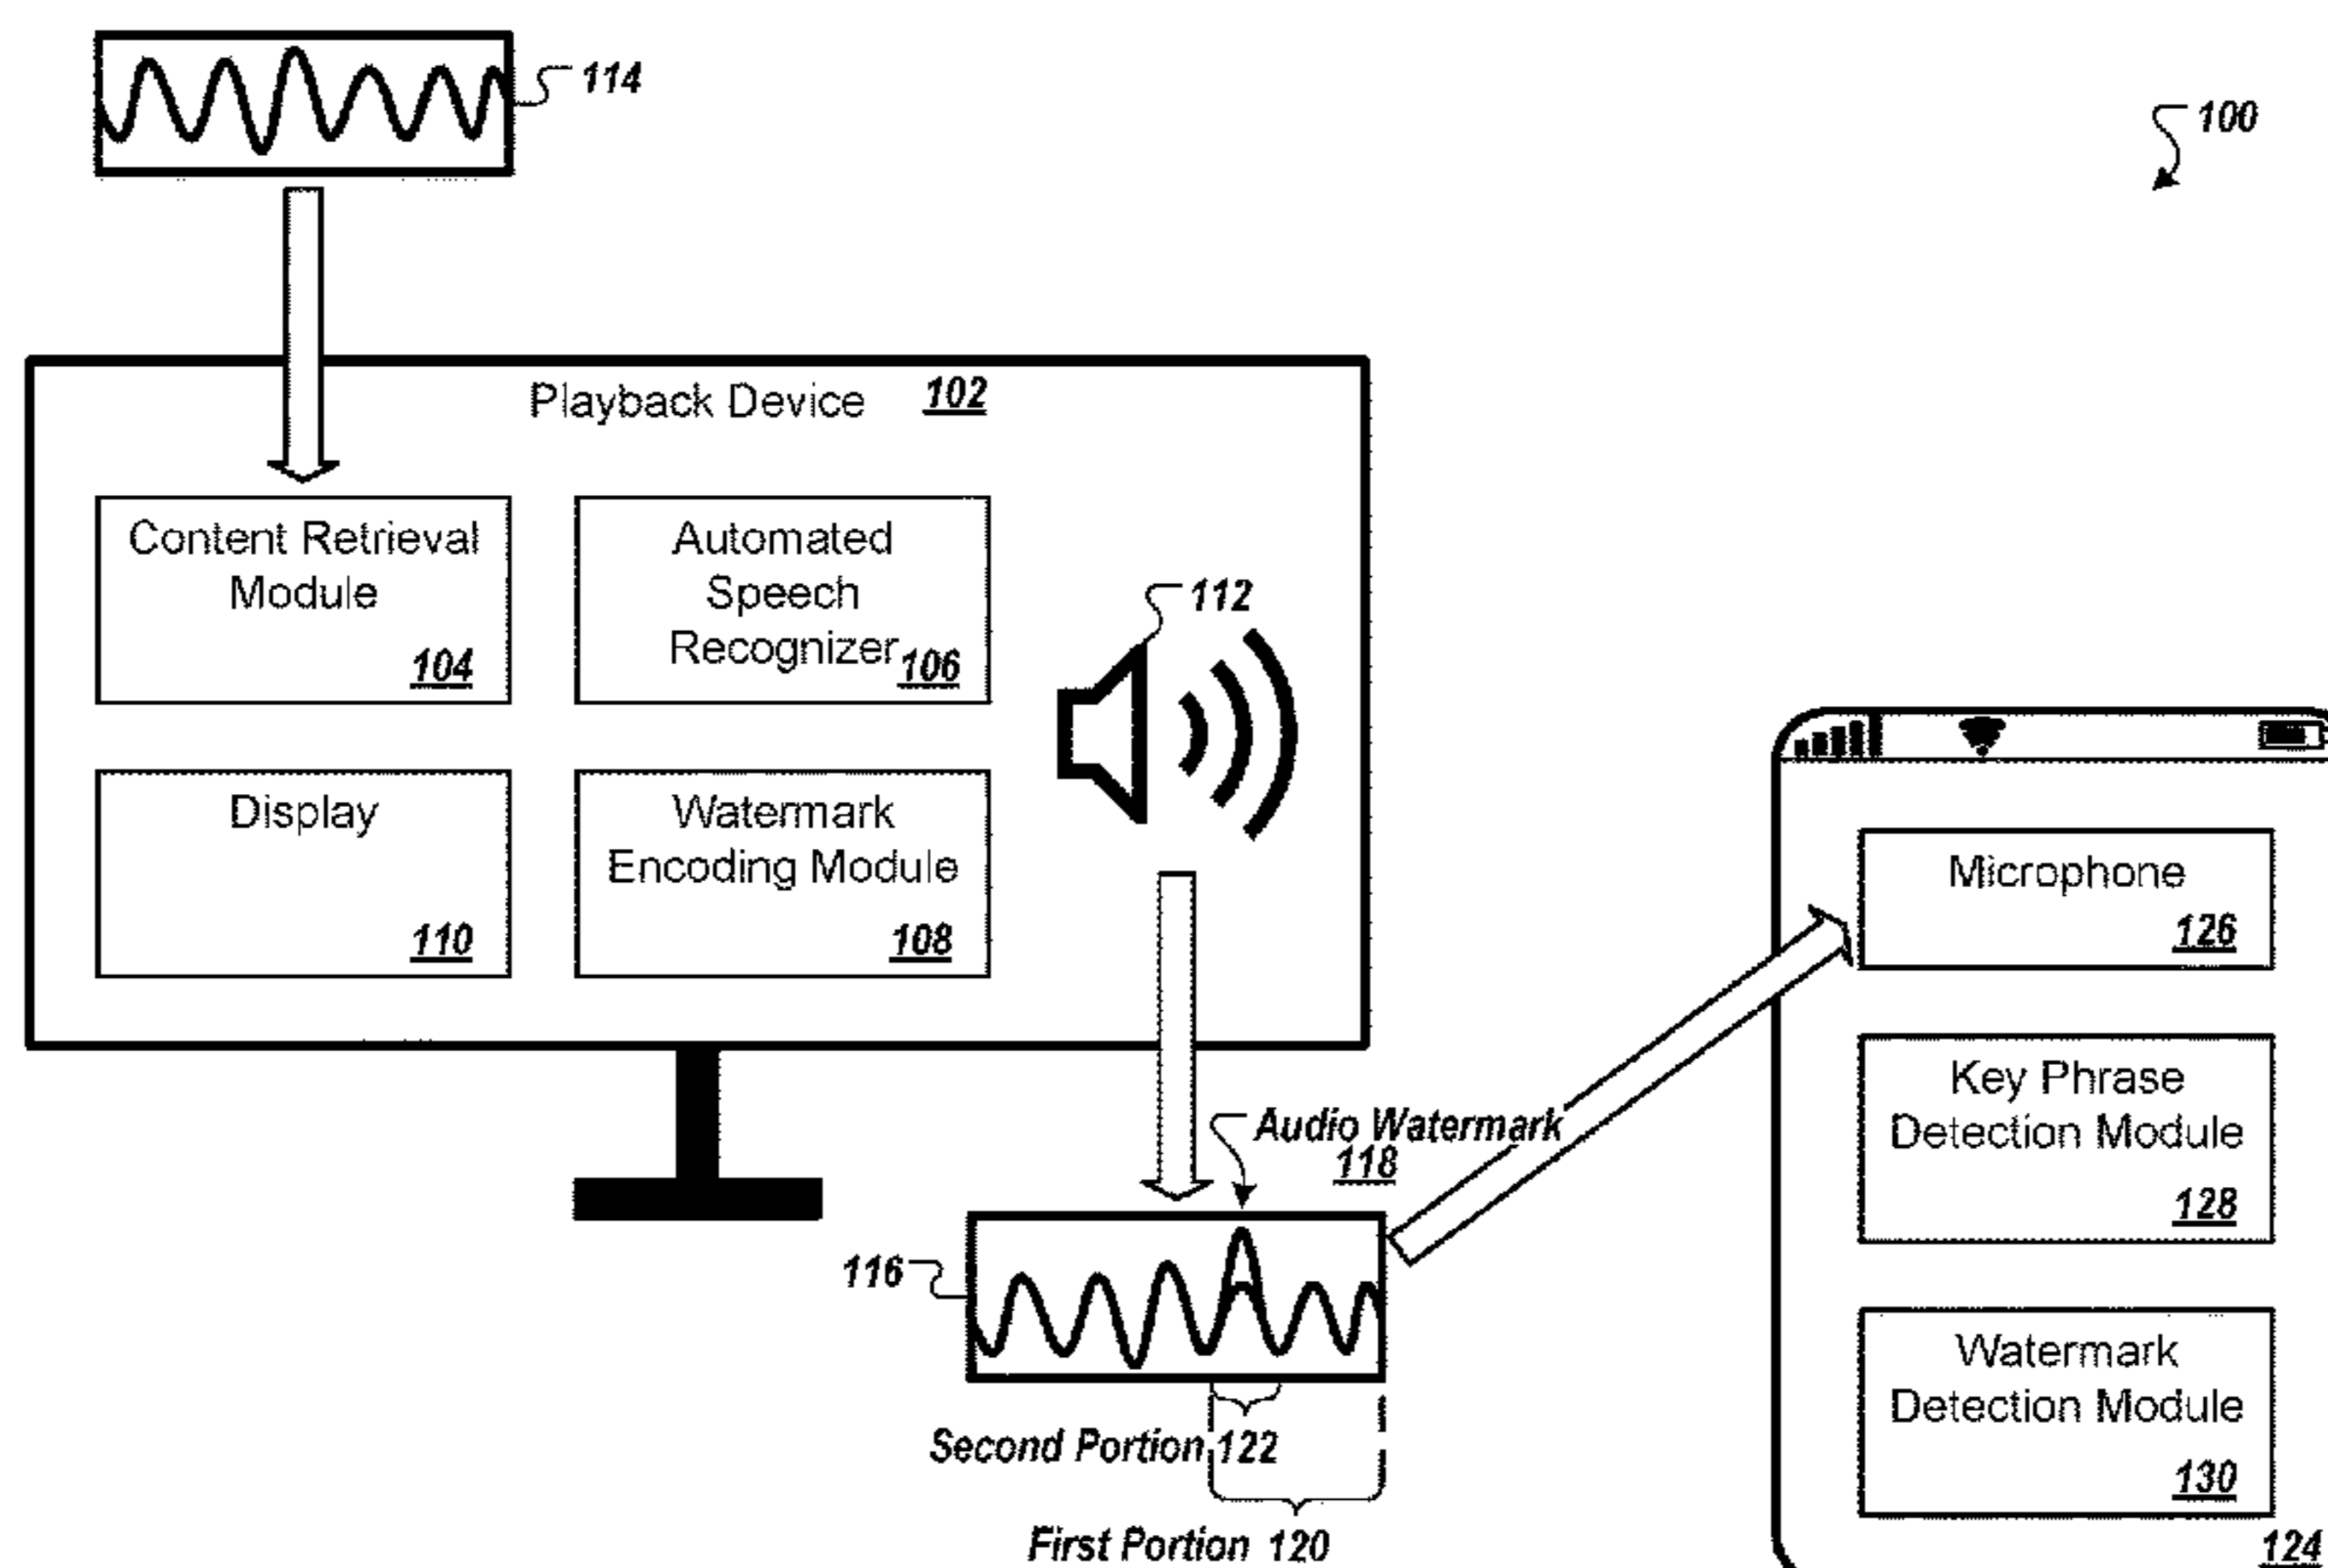 114
100
Playback Device 102
Content Retrieval
Module
104
Automated
Speech
Recognizer 106
112
Display
110
Watermark
Encoding Module
108
Microphone
126
Key Phrase
Detection Module
128
Watermark
Detection Module
130
124
Audio Watermark
118
116
Second Portion 122
First Portion 120